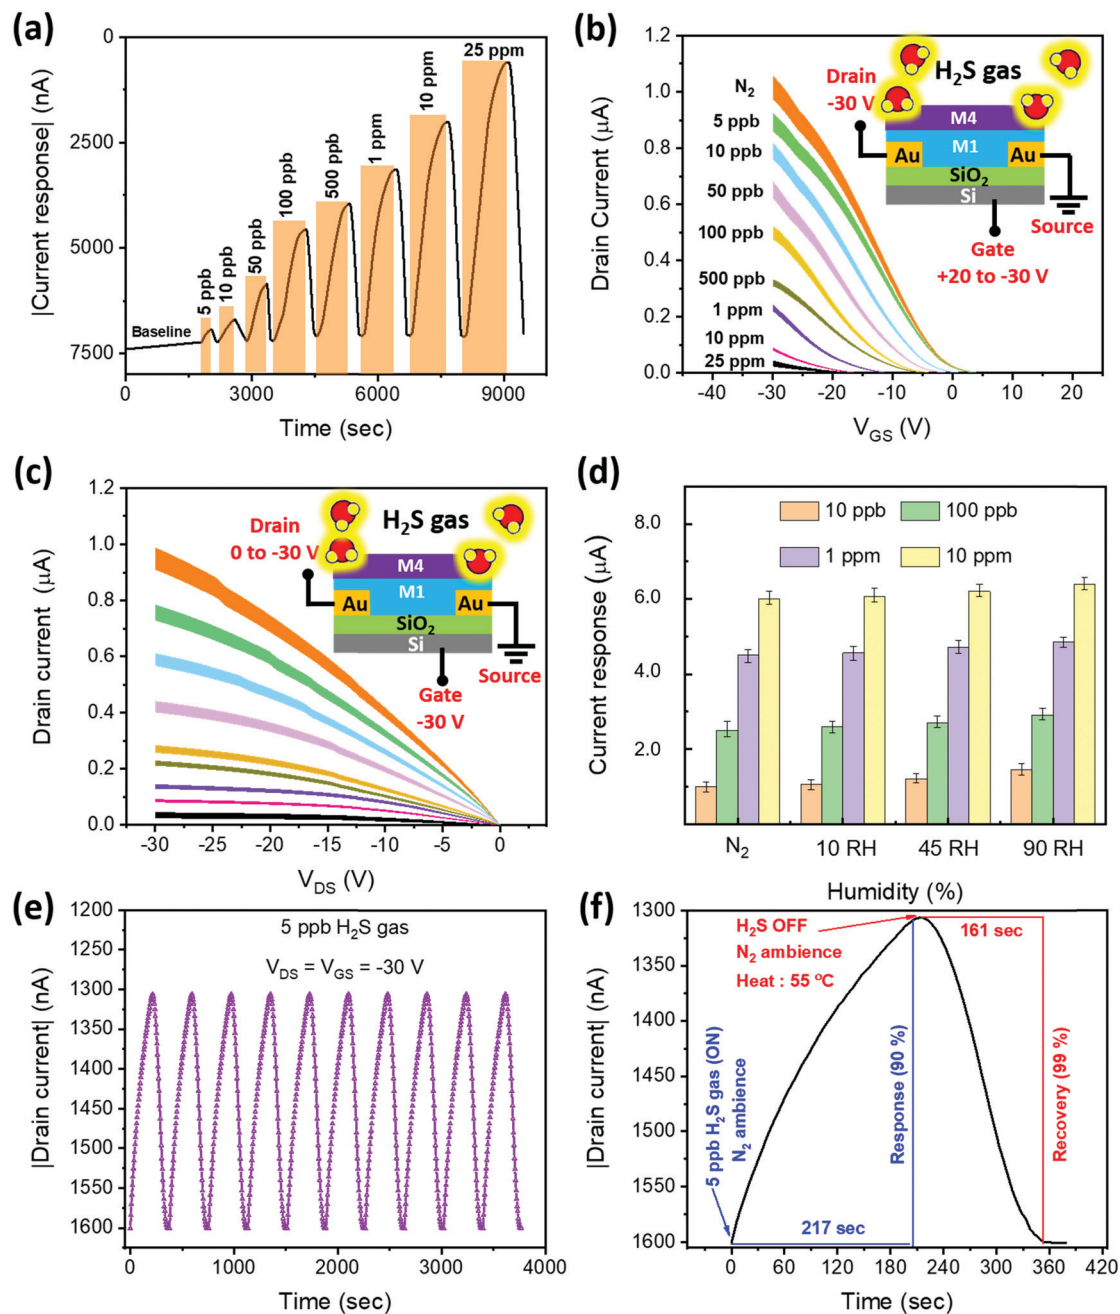 (a)
|Current response| (nA)
0
2500
5000
7500
Baseline
5 ppb
10 ppb
50 ppb
100 ppb
500 ppb
1 ppm
10 ppm
25 ppm
0
3000
6000
9000
Time (sec)
(b)
Drain Current (μA)
1.2
1.0
0.8
0.6
0.4
0.2
0.0
N₂
5 ppb
10 ppb
50 ppb
100 ppb
500 ppb
1 ppm
10 ppm
25 ppm
H₂S gas
Drain
-30 V
M4
M1
Au
Au
SiO₂
Si
Source
Gate
+20 to -30 V
-40
-30
-20
-10
0
10
20
V_GS (V)
(c)
Drain current (μA)
1.2
1.0
0.8
0.6
0.4
0.2
0.0
H₂S gas
Drain
0 to -30 V
M4
M1
Au
Au
SiO₂
Si
Source
Gate
-30 V
-30
-25
-20
-15
-10
-5
0
V_DS (V)
(d)
Current response (μA)
8.0
6.0
4.0
2.0
0.0
10 ppb
100 ppb
1 ppm
10 ppm
N₂
10 RH
45 RH
90 RH
Humidity (%)
(e)
|Drain current| (nA)
1200
1250
1300
1350
1400
1450
1500
1550
1600
5 ppb H₂S gas
V_DS = V_GS = -30 V
0
1000
2000
3000
4000
Time (sec)
(f)
|Drain current| (nA)
1300
1350
1400
1450
1500
1550
1600
H₂S OFF
N₂ ambience
Heat : 55 °C
161 sec
5 ppb H₂S gas (ON)
N₂ ambience
Response (90 %)
Recovery (99 %)
217 sec
0
60
120
180
240
300
360
420
Time (sec)